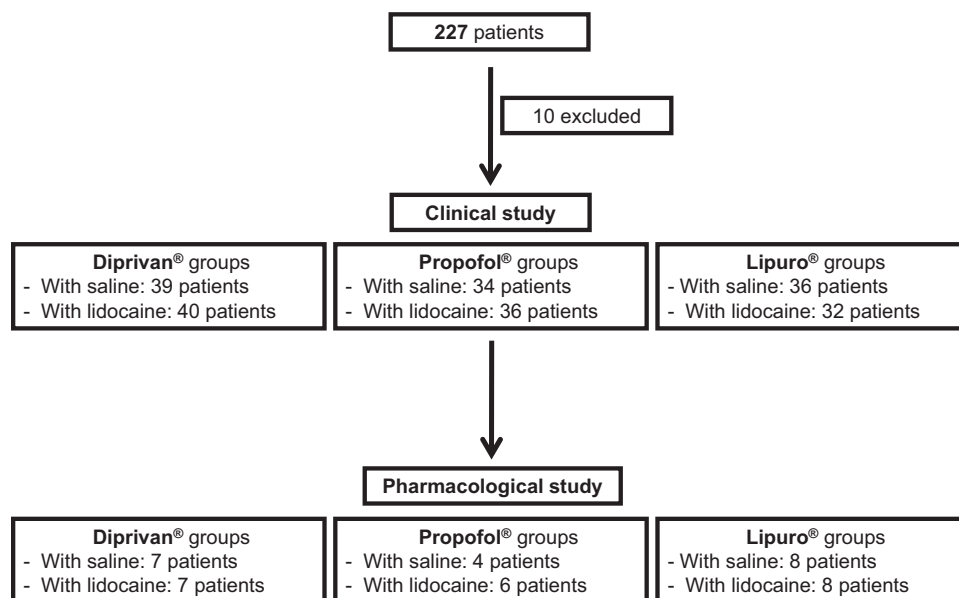 227 patients
10 excluded
Clinical study
Diprivan® groups
- With saline: 39 patients
- With lidocaine: 40 patients
Propofol® groups
- With saline: 34 patients
- With lidocaine: 36 patients
Lipuro® groups
- With saline: 36 patients
- With lidocaine: 32 patients
Pharmacological study
Diprivan® groups
- With saline: 7 patients
- With lidocaine: 7 patients
Propofol® groups
- With saline: 4 patients
- With lidocaine: 6 patients
Lipuro® groups
- With saline: 8 patients
- With lidocaine: 8 patients